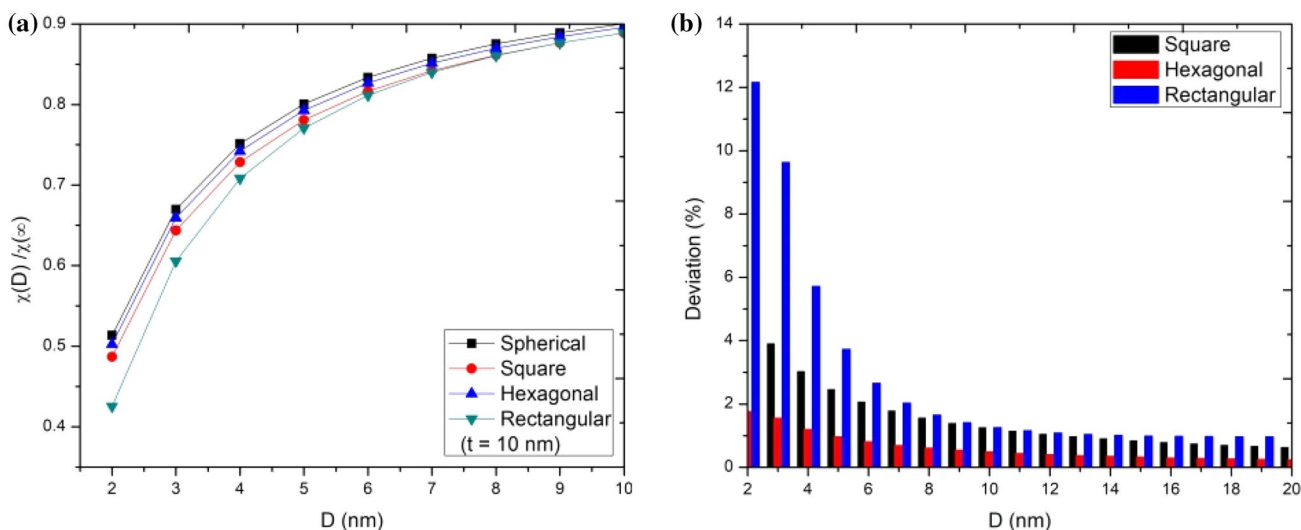 (a)
0.9
0.8
0.7
0.6
0.5
0.4
χ(D) /χ(∞)
2 3 4 5 6 7 8 9 10
D (nm)
Spherical
Square
Hexagonal
Rectangular
(t = 10 nm)
(b)
14
12
10
8
6
4
2
0
Deviation (%)
2 4 6 8 10 12 14 16 18 20
D (nm)
Square
Hexagonal
Rectangular